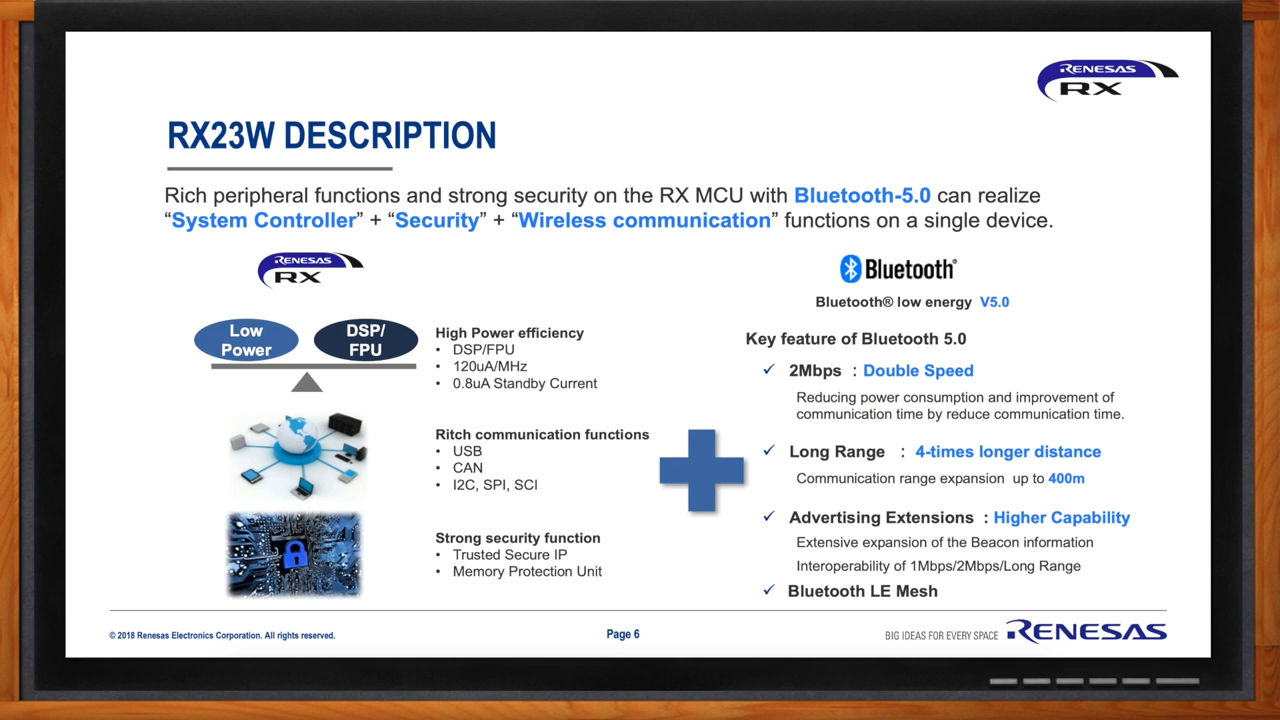 RENESAS
RX
RX23W DESCRIPTION
Rich peripheral functions and strong security on the RX MCU with Bluetooth-5.0 can realize
“System Controller” + “Security” + “Wireless communication” functions on a single device.
RENESAS
RX
Low
Power
DSP/
FPU
High Power efficiency
• DSP/FPU
• 120uA/MHz
• 0.8uA Standby Current
Ritch communication functions
• USB
• CAN
• I2C, SPI, SCI
Strong security function
• Trusted Secure IP
• Memory Protection Unit
Bluetooth®
Bluetooth® low energy V5.0
Key feature of Bluetooth 5.0
✓ 2Mbps : Double Speed
Reducing power consumption and improvement of
communication time by reduce communication time.
✓ Long Range : 4-times longer distance
Communication range expansion up to 400m
✓ Advertising Extensions : Higher Capability
Extensive expansion of the Beacon information
Interoperability of 1Mbps/2Mbps/Long Range
✓ Bluetooth LE Mesh
© 2018 Renesas Electronics Corporation. All rights reserved.
Page 6
BIG IDEAS FOR EVERY SPACE RENESAS